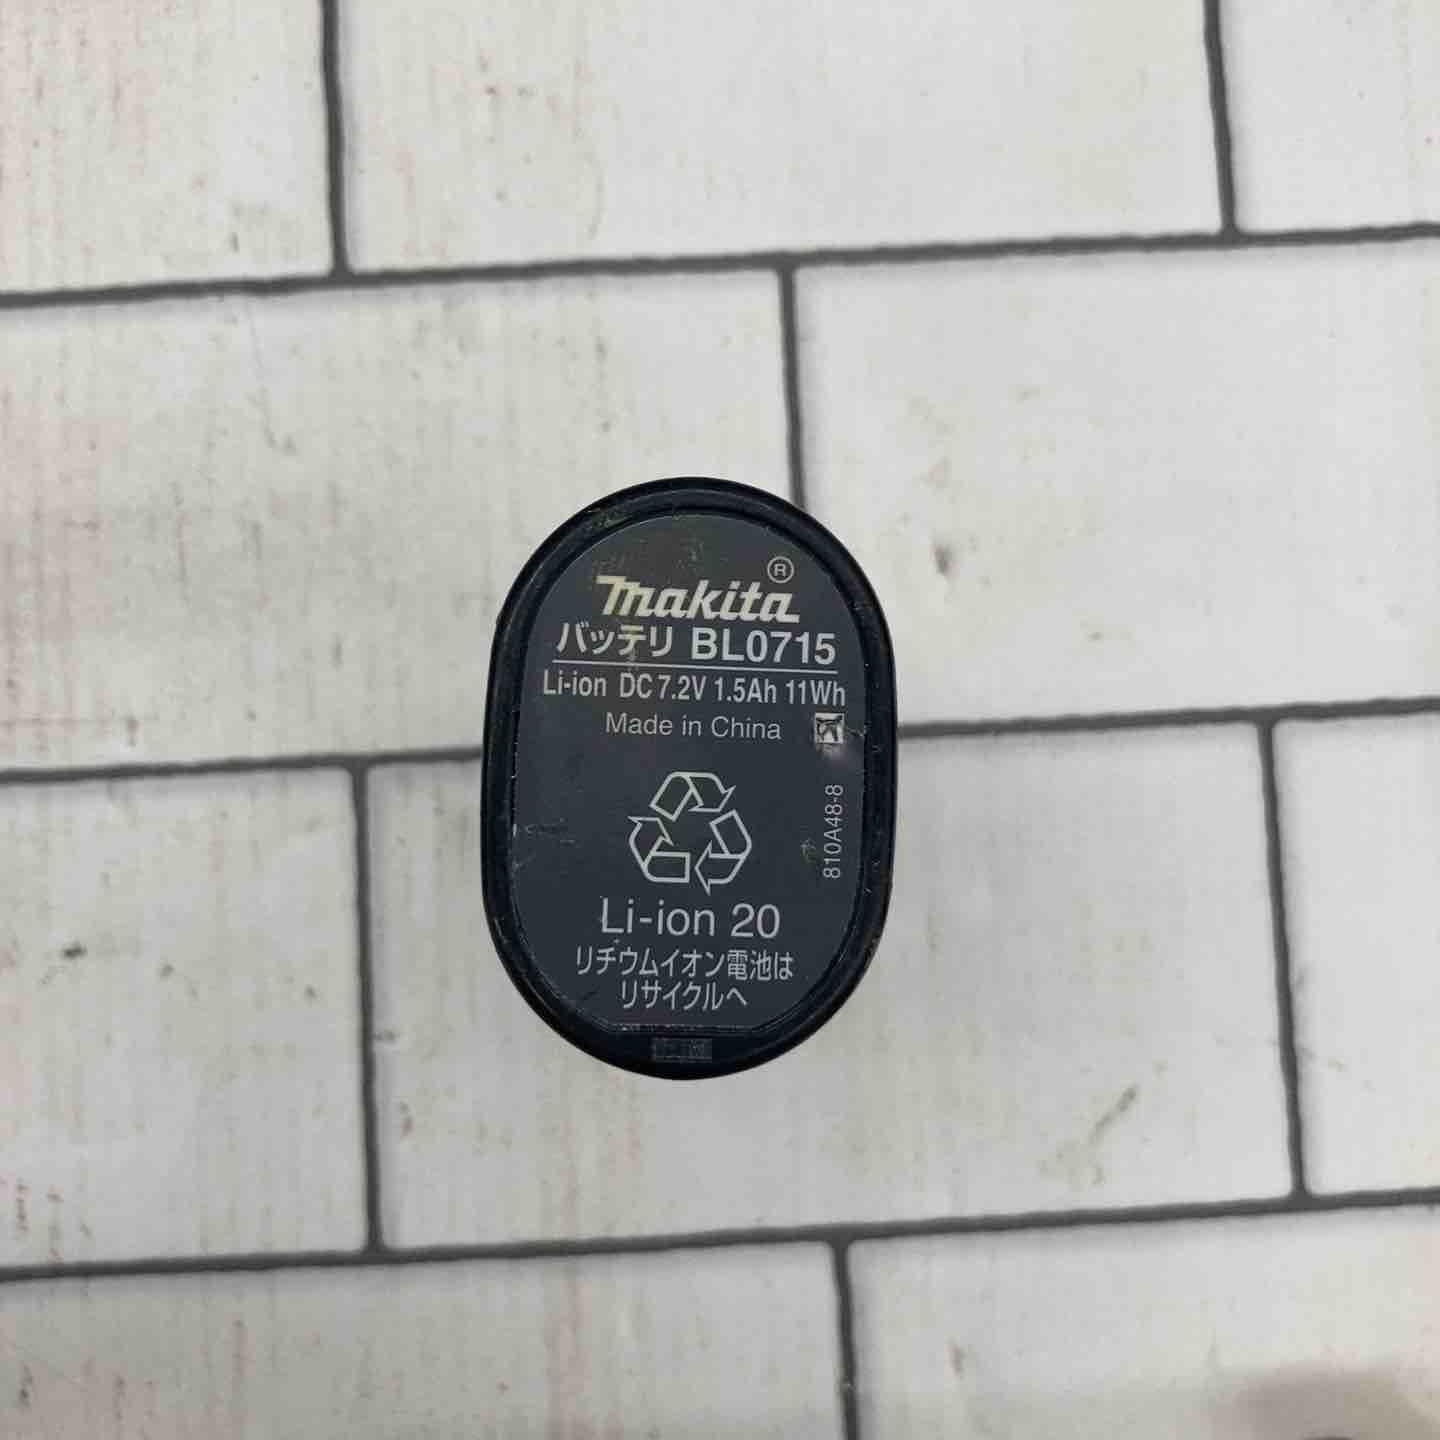 makita®
バッテリ BL0715
Li-ion DC 7.2V 1.5Ah 11Wh
Made in China
810A48-8
Li-ion 20
リチウムイオン電池は
リサイクルへ